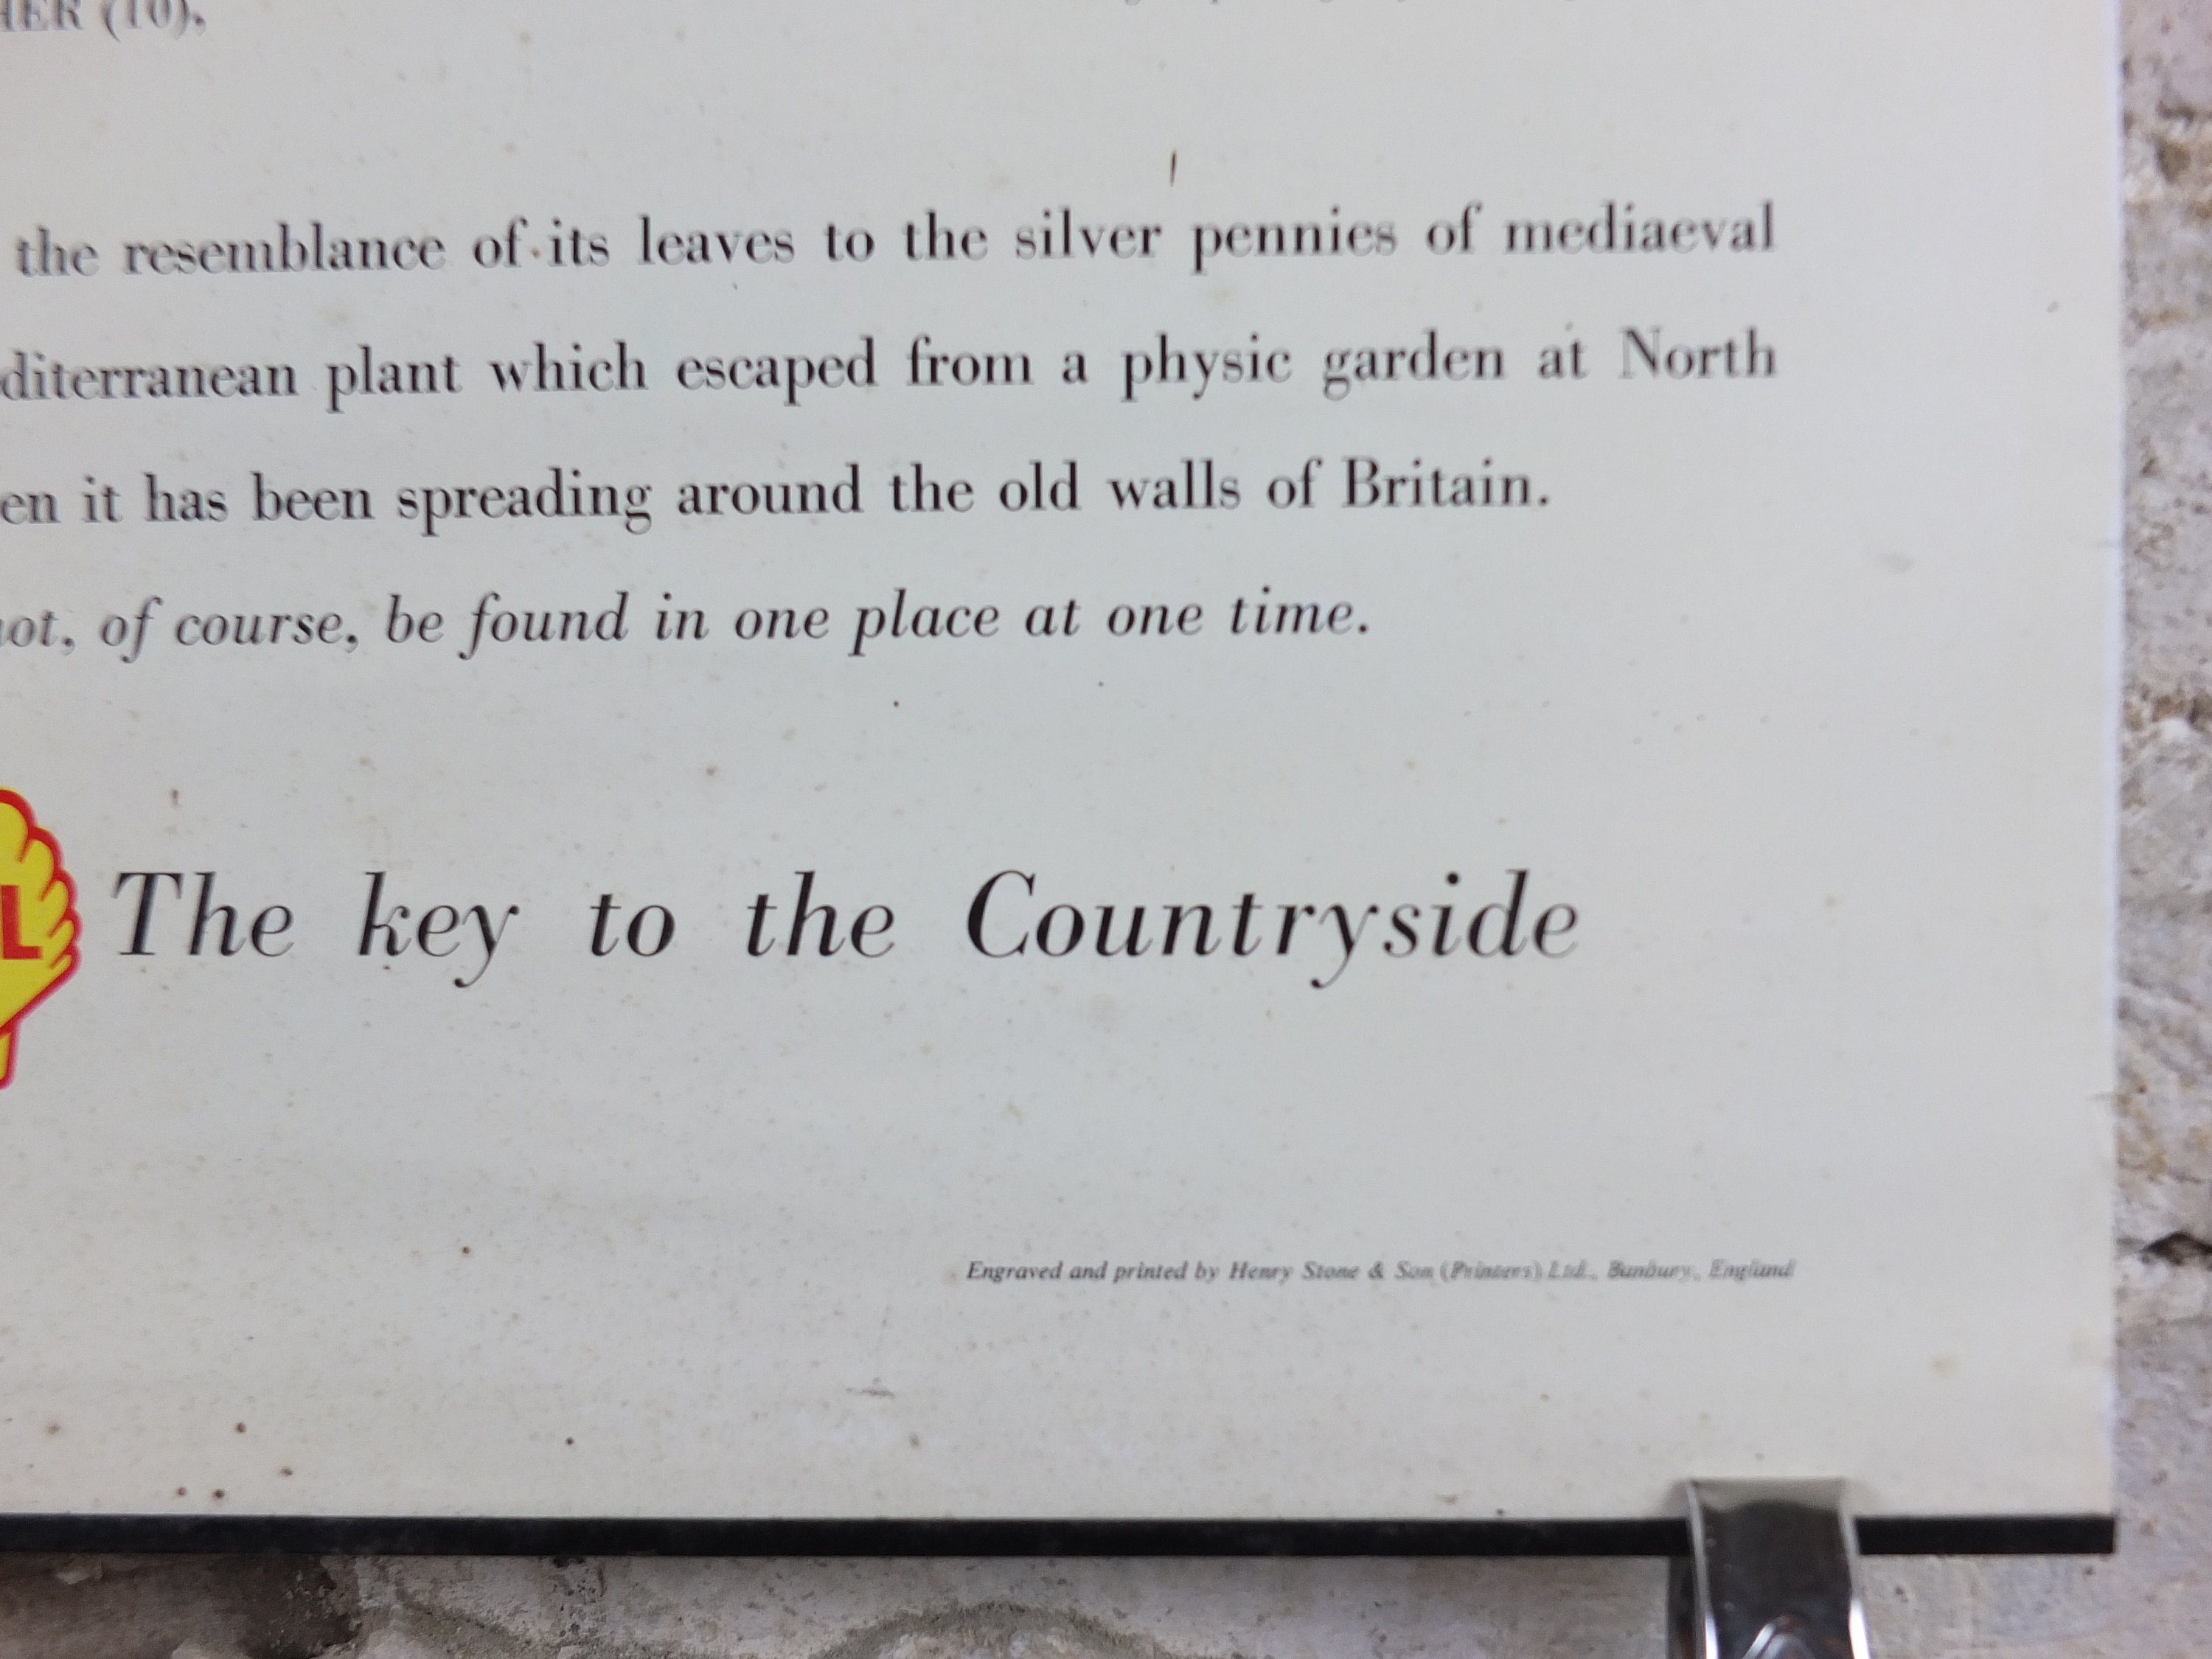 HER (10),
the resemblance of its leaves to the silver pennies of mediaeval
diterranean plant which escaped from a physic garden at North
en it has been spreading around the old walls of Britain.
not, of course, be found in one place at one time.
L
The key to the Countryside
Engraved and printed by Henry Stone & Son (Printers) Ltd., Banbury, England